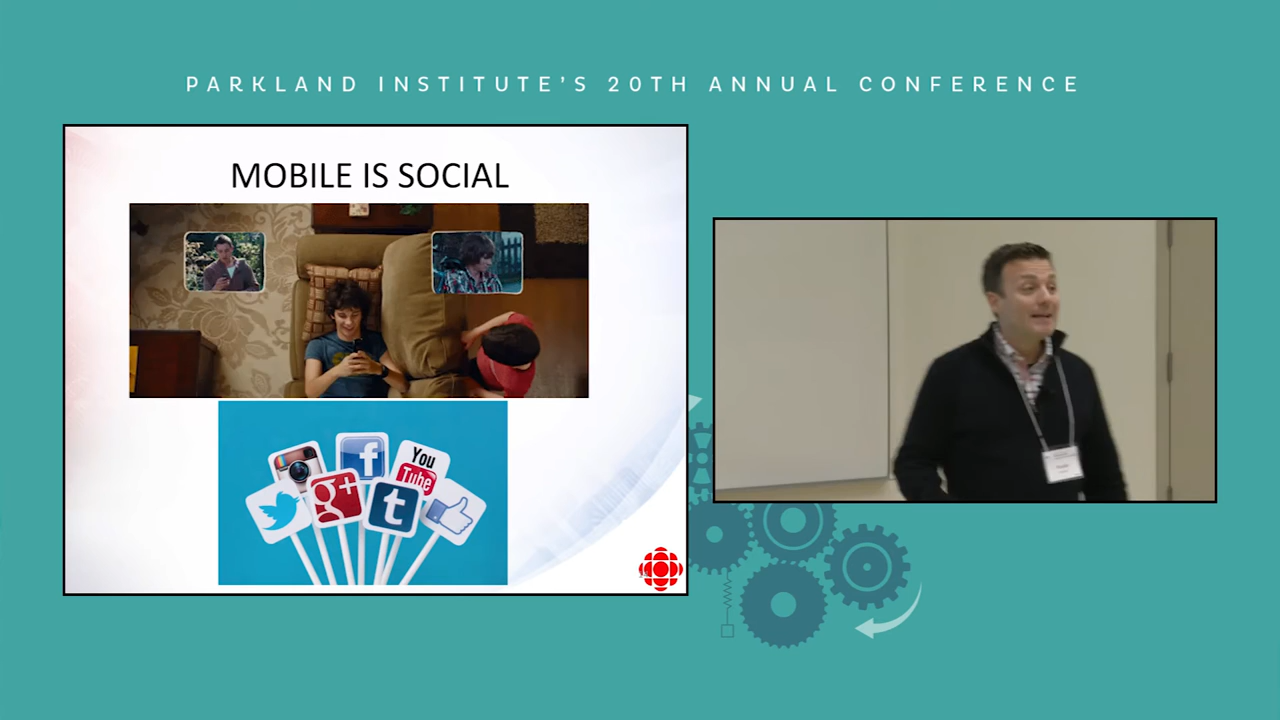 PARKLAND INSTITUTE'S 20TH ANNUAL CONFERENCE
MOBILE IS SOCIAL
f
You
Tube
g+
t